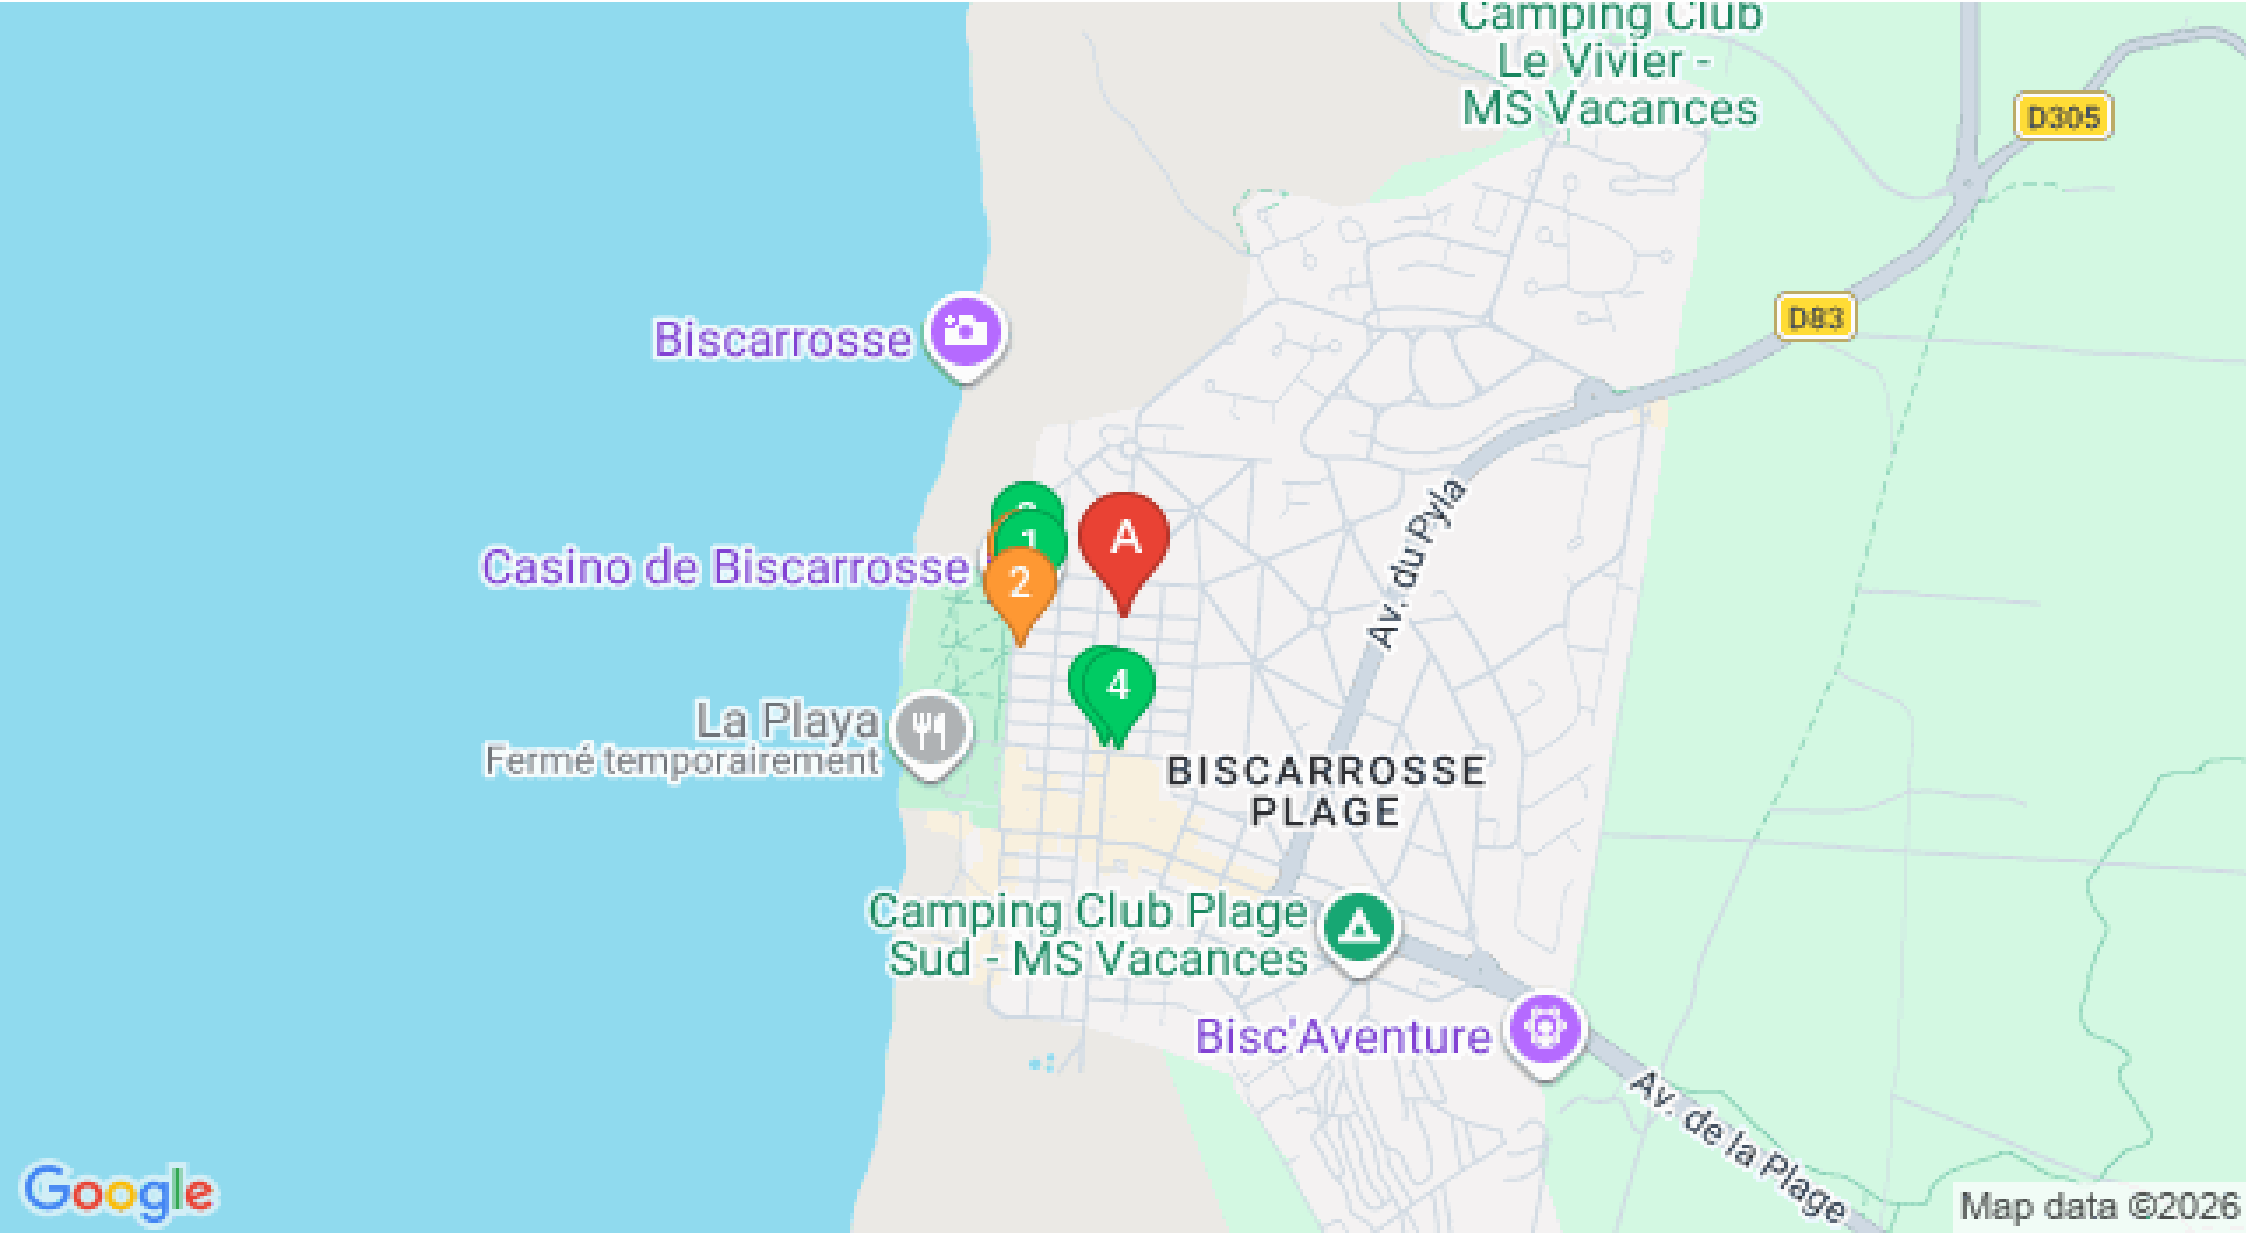 Camping Club
Le Vivier -
MS Vacances
D305
D83
Biscarrosse
Av. du Pyla
A
1
Casino de Biscarrosse
2
4
La Playa
Fermé temporairement
BISCARROSSE
PLAGE
Camping Club Plage
Sud - MS Vacances
Bisc'Aventure
Av. de la Plage
Google
Map data ©2026